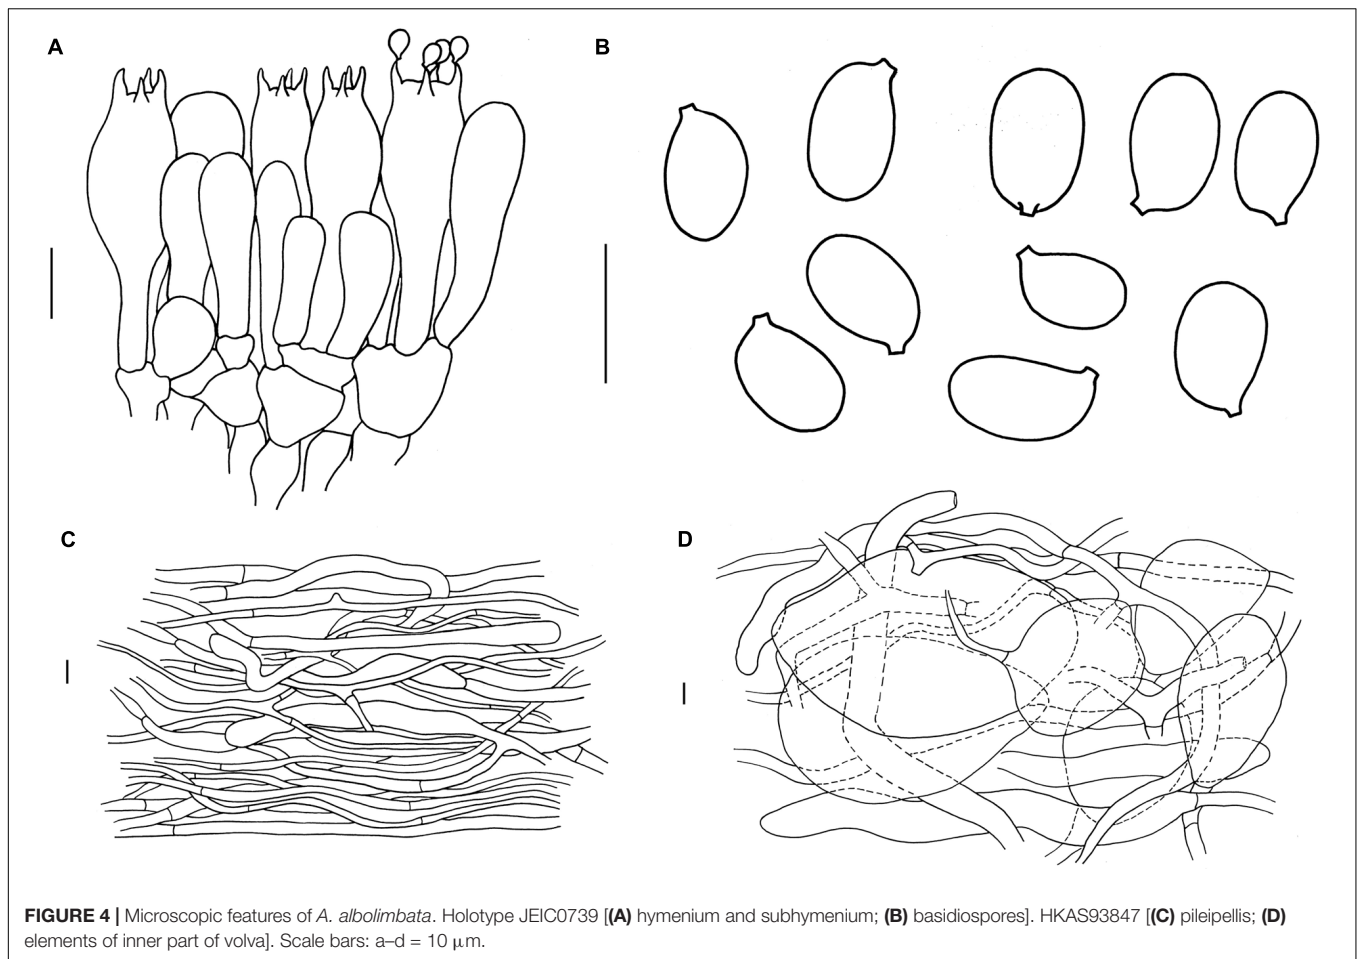 A
B
C
D
FIGURE 4 | Microscopic features of A. albolimbata. Holotype JEIC0739 [(A) hymenium and subhymenium; (B) basidiospores]. HKAS93847 [(C) pileipellis; (D)
elements of inner part of volva]. Scale bars: a–d = 10 μm.